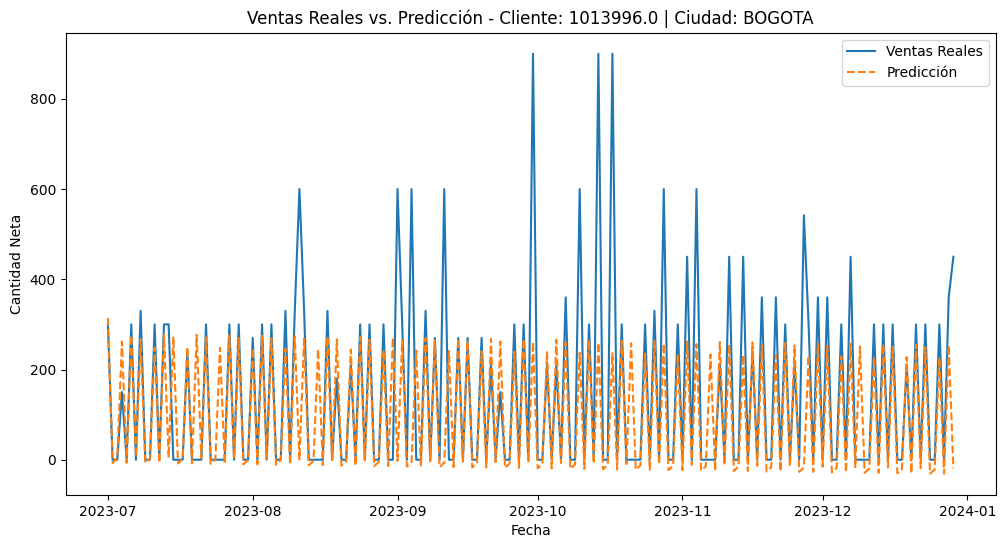 Ventas Reales vs. Predicción - Cliente: 1013996.0 | Ciudad: BOGOTA
Ventas Reales
Predicción
Cantidad Neta
800
600
400
200
0
2023-07
2023-08
2023-09
2023-10
2023-11
2023-12
2024-01
Fecha